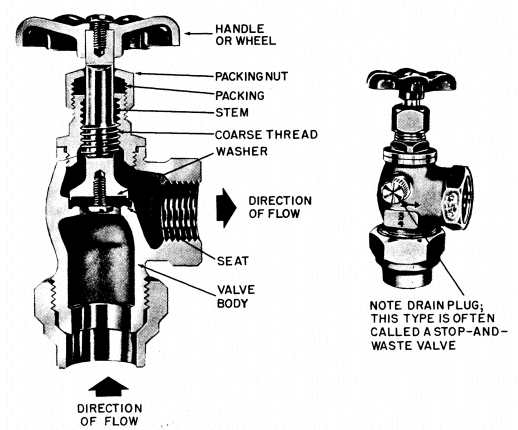 HANDLE
OR WHEEL
PACKING NUT
PACKING
STEM
COARSE THREAD
WASHER
DIRECTION
OF FLOW
SEAT
VALVE
BODY
DIRECTION
OF FLOW
NOTE DRAIN PLUG;
THIS TYPE IS OFTEN
CALLED A STOP-AND-
WASTE VALVE